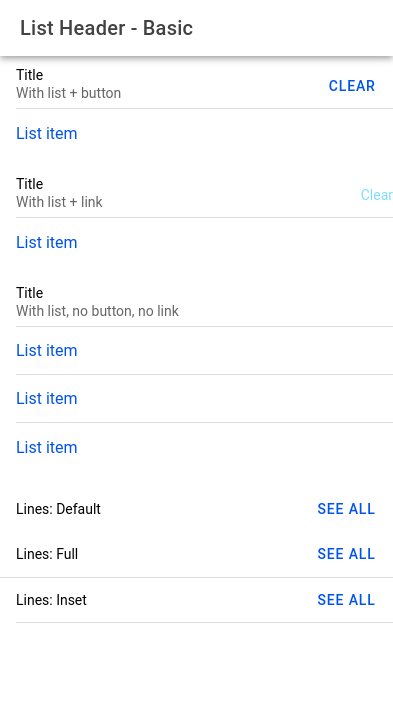 List Header - Basic
Title
With list + button
CLEAR
List item
Title
With list + link
Clear
List item
Title
With list, no button, no link
List item
List item
List item
Lines: Default
SEE ALL
Lines: Full
SEE ALL
Lines: Inset
SEE ALL